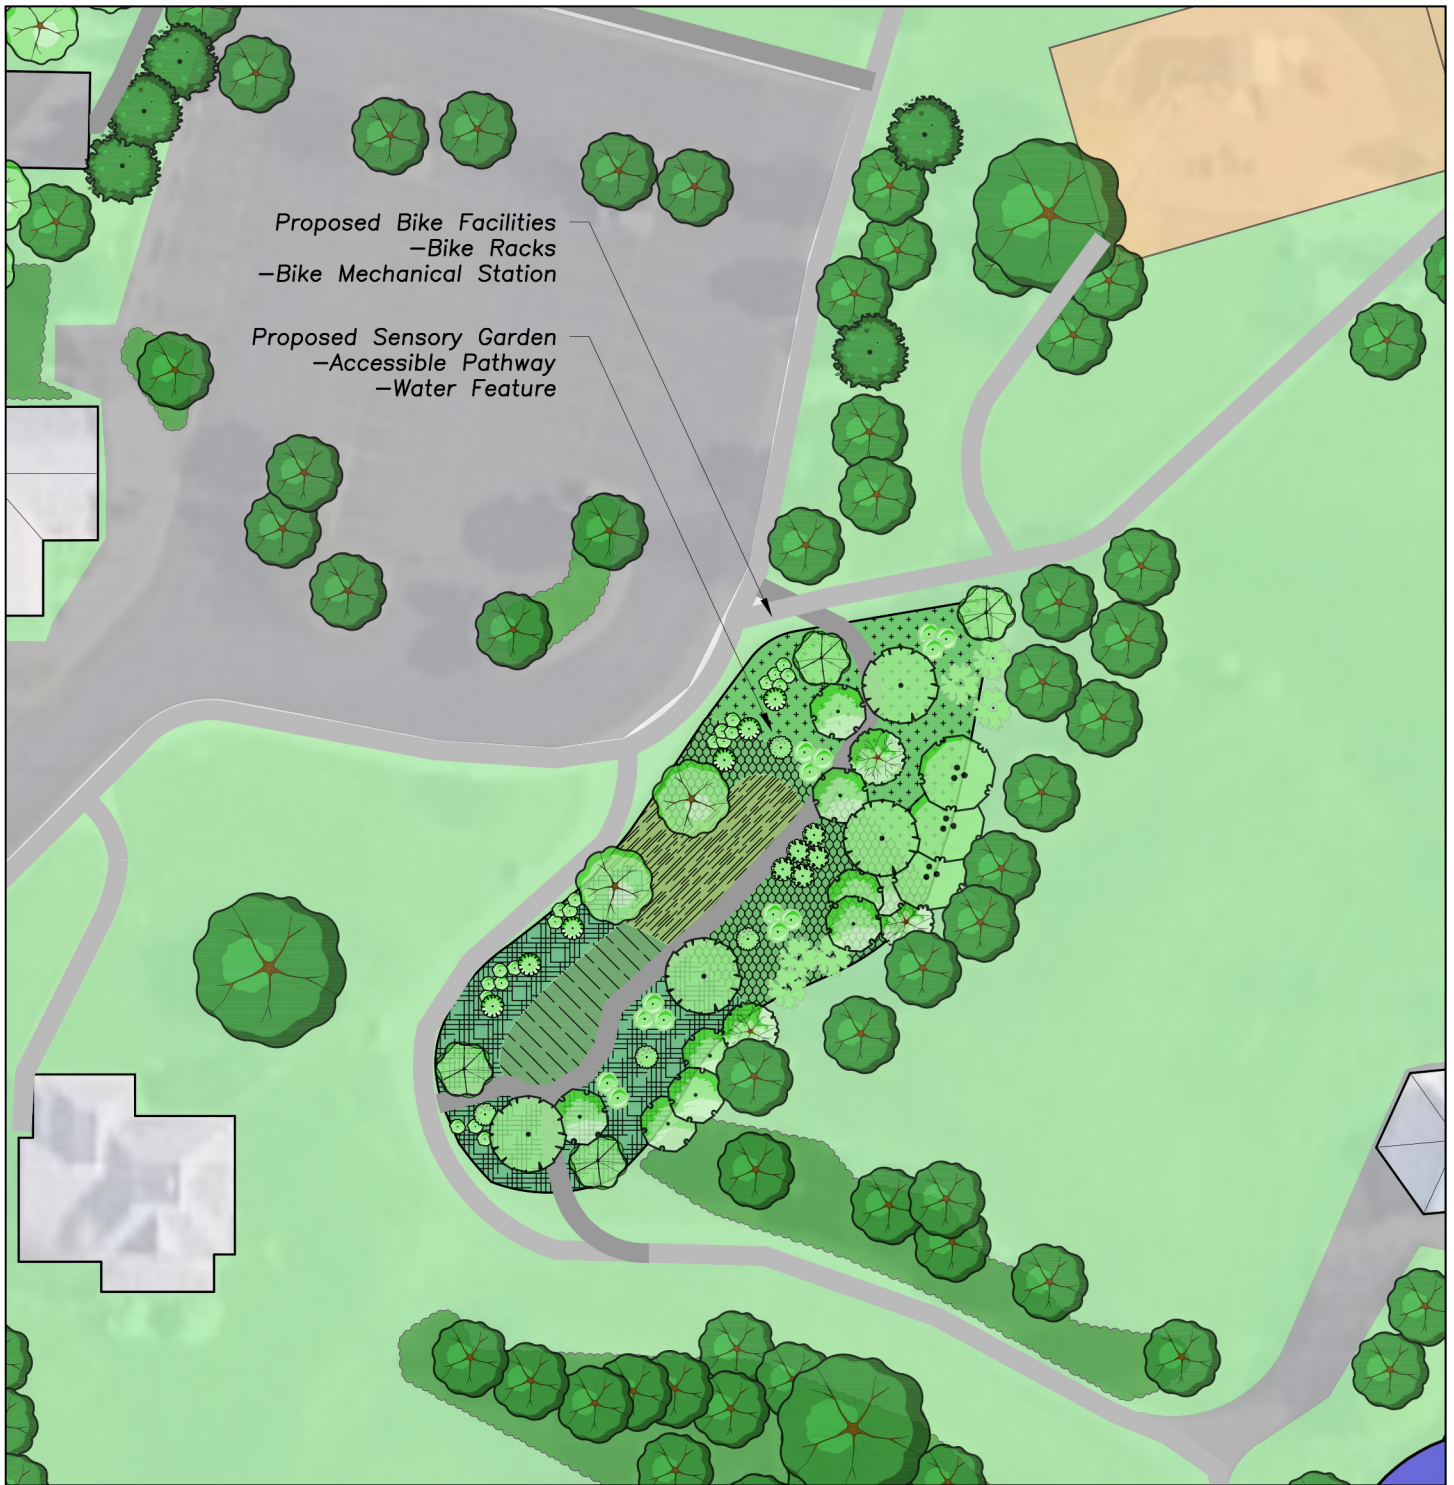 Proposed Bike Facilities
-Bike Racks
-Bike Mechanical Station
Proposed Sensory Garden
-Accessible Pathway
-Water Feature